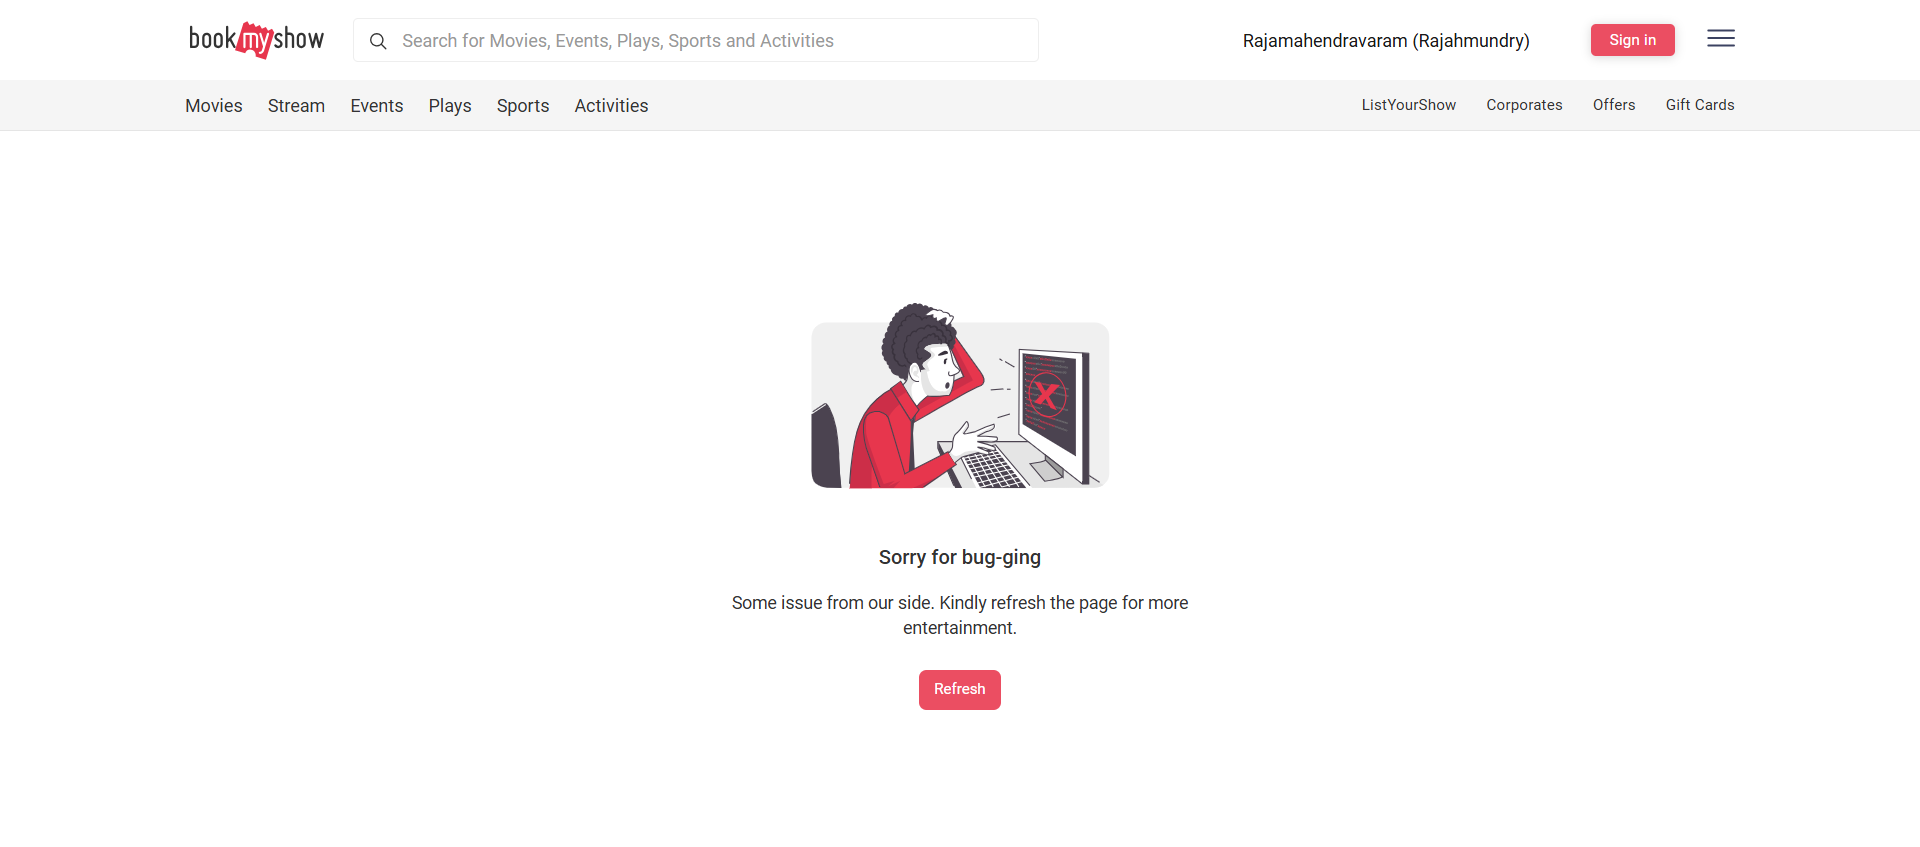 bookmyshow
Search for Movies, Events, Plays, Sports and Activities
Rajamahendravaram (Rajahmundry)
Sign in
Movies Stream Events Plays Sports Activities
ListYourShow Corporates Offers Gift Cards
X
Sorry for bug-ging
Some issue from our side. Kindly refresh the page for more
entertainment.
Refresh